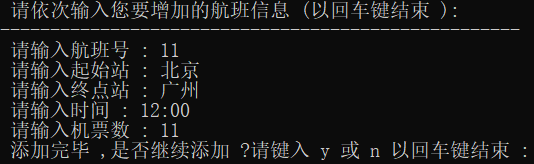 请依次输入您要增加的航班信息 (以回车键结束 ):
----------------------------------------------------
请输入航班号 : 11
请输入起始站 : 北京
请输入终点站 : 广州
请输入时间 : 12:00
请输入机票数 : 11
添加完毕 ,是否继续添加 ?请键入 y 或 n 以回车键结束 :